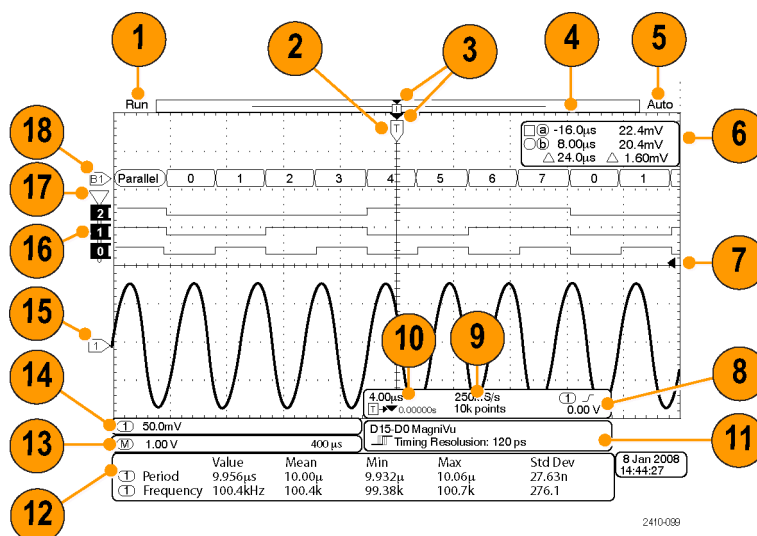 1
2
3
4
5
Run
Auto
T
T
6
ⓐ -16.0µs 22.4mV
ⓑ 8.00µs 20.4mV
△ 24.0µs △ 1.60mV
18
B1 Parallel 0 1 2 3 4 5 6 7 0 1
17
2
16
1
0
7
15
1
10
9
4.00µs 250MS/s 1
T 0.00000s 10k points 0.00 V
8
14
1 50.0mV
13
M 1.00 V 400 µs
D15-D0 MagniVu
Timing Resolusion: 120 ps
11
12
Value Mean Min Max Std Dev
1 Period 9.956µs 10.00µ 9.932µ 10.06µ 27.63n
1 Frequency 100.4kHz 100.4k 99.38k 100.7k 276.1
8 Jan 2008
14:44:27
2410-099